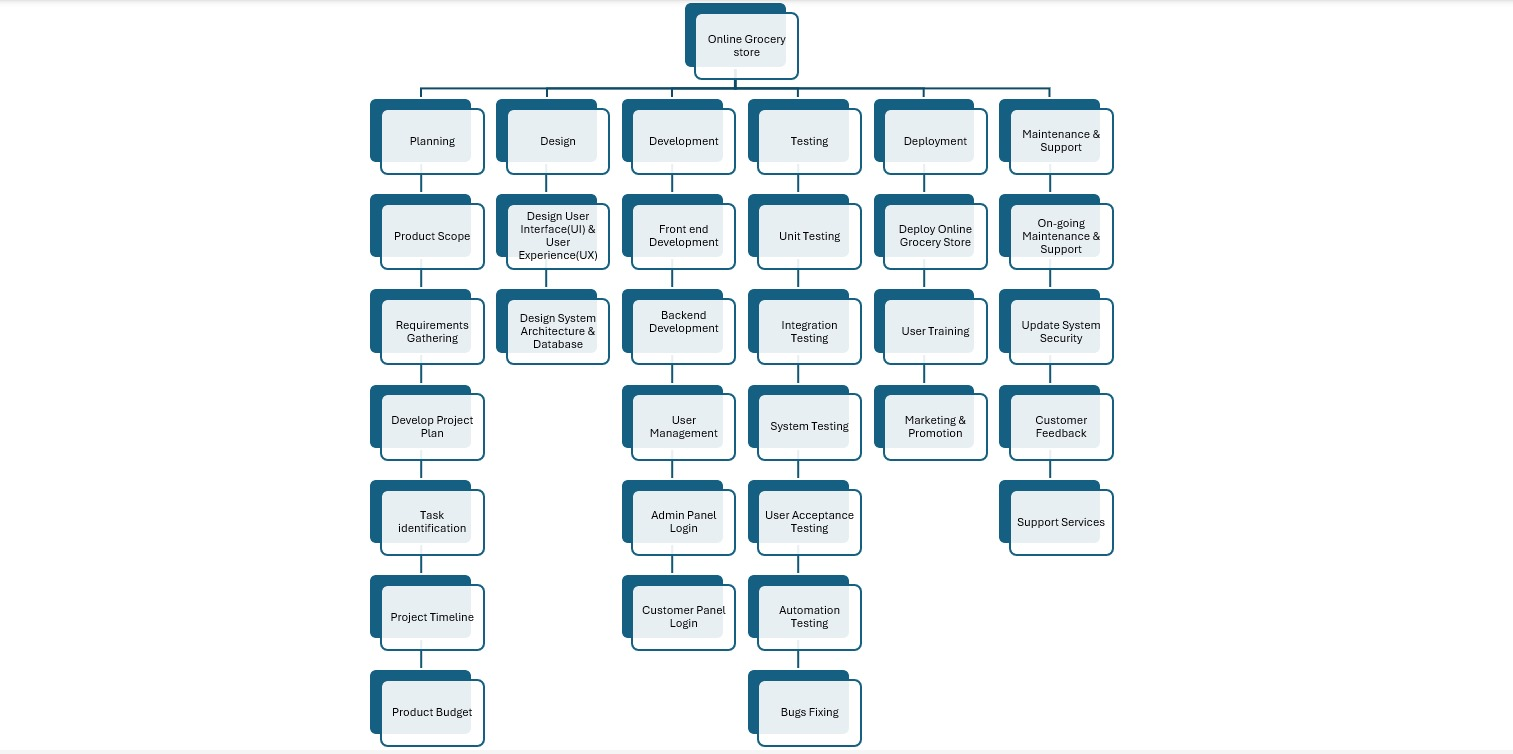 Online Grocery
store
Planning
Design
Development
Testing
Deployment
Maintenance &
Support
Product Scope
Design User
Interface(UI) &
User
Experience(UX)
Front end
Development
Unit Testing
Deploy Online
Grocery Store
On-going
Maintenance &
Support
Requirements
Gathering
Design System
Architecture &
Database
Backend
Development
Integration
Testing
User Training
Update System
Security
Develop Project
Plan
User
Management
System Testing
Marketing &
Promotion
Customer
Feedback
Task
identification
Admin Panel
Login
User Acceptance
Testing
Support Services
Project Timeline
Customer Panel
Login
Automation
Testing
Product Budget
Bugs Fixing